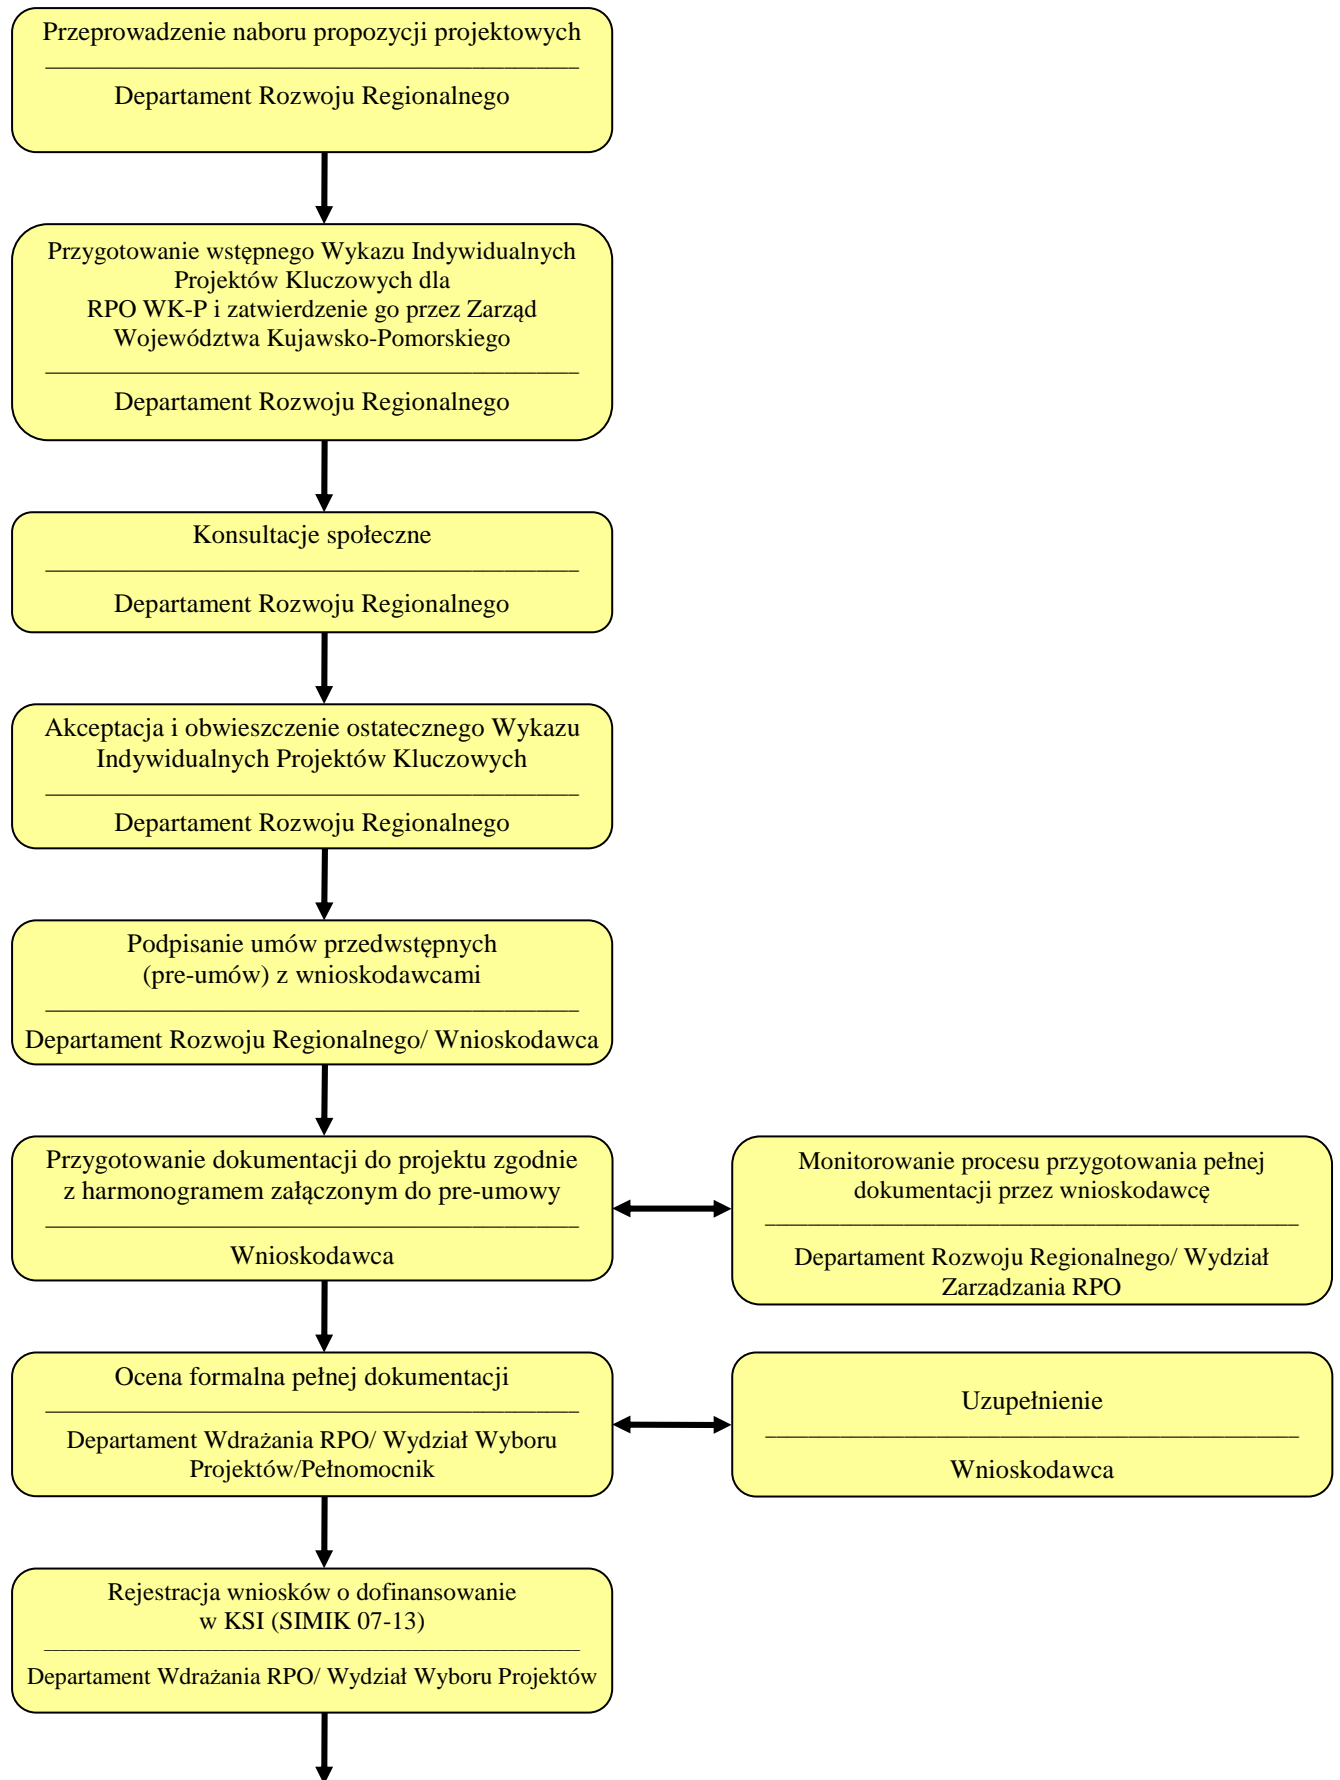 Przeprowadzenie naboru propozycji projektowych
Departament Rozwoju Regionalnego
Przygotowanie wstępnego Wykazu Indywidualnych
Projektów Kluczowych dla
RPO WK-P i zatwierdzenie go przez Zarząd
Województwa Kujawsko-Pomorskiego
Departament Rozwoju Regionalnego
Konsultacje społeczne
Departament Rozwoju Regionalnego
Akceptacja i obwieszczenie ostatecznego Wykazu
Indywidualnych Projektów Kluczowych
Departament Rozwoju Regionalnego
Podpisanie umów przedwstępnych
(pre-umów) z wnioskodawcami
Departament Rozwoju Regionalnego/ Wnioskodawca
Przygotowanie dokumentacji do projektu zgodnie
z harmonogramem załączonym do pre-umowy
Wnioskodawca
Monitorowanie procesu przygotowania pełnej
dokumentacji przez wnioskodawcę
Departament Rozwoju Regionalnego/ Wydział
Zarządzania RPO
Ocena formalna pełnej dokumentacji
Departament Wdrażania RPO/ Wydział Wyboru
Projektów/Pełnomocnik
Uzupełnienie
Wnioskodawca
Rejestracja wniosków o dofinansowanie
w KSI (SIMIK 07-13)
Departament Wdrażania RPO/ Wydział Wyboru Projektów